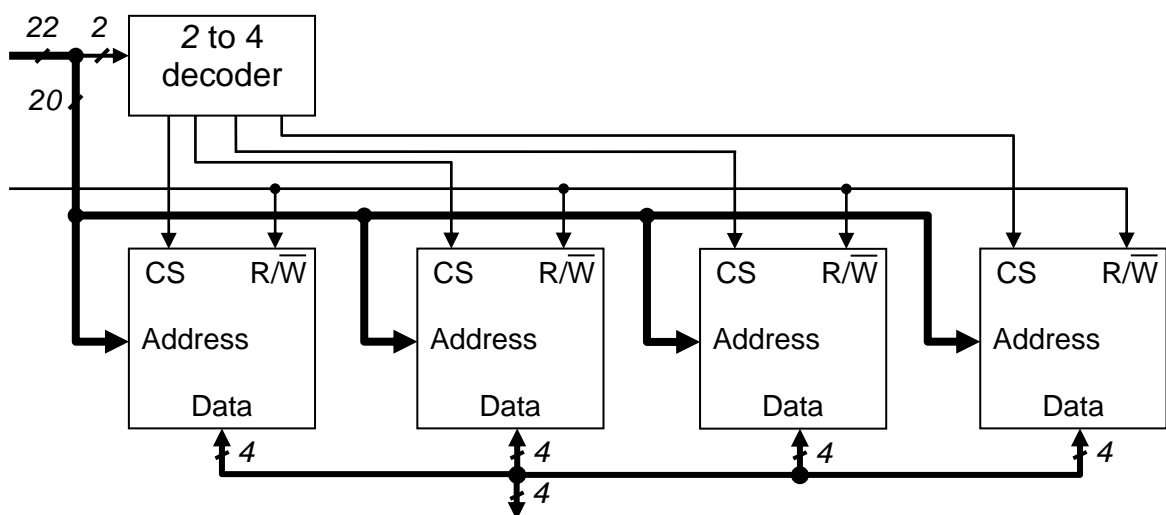 22
2
2 to 4
decoder
20
CS R/W̅
Address
Data
4
CS R/W̅
Address
Data
4
CS R/W̅
Address
Data
4
CS R/W̅
Address
Data
4
4